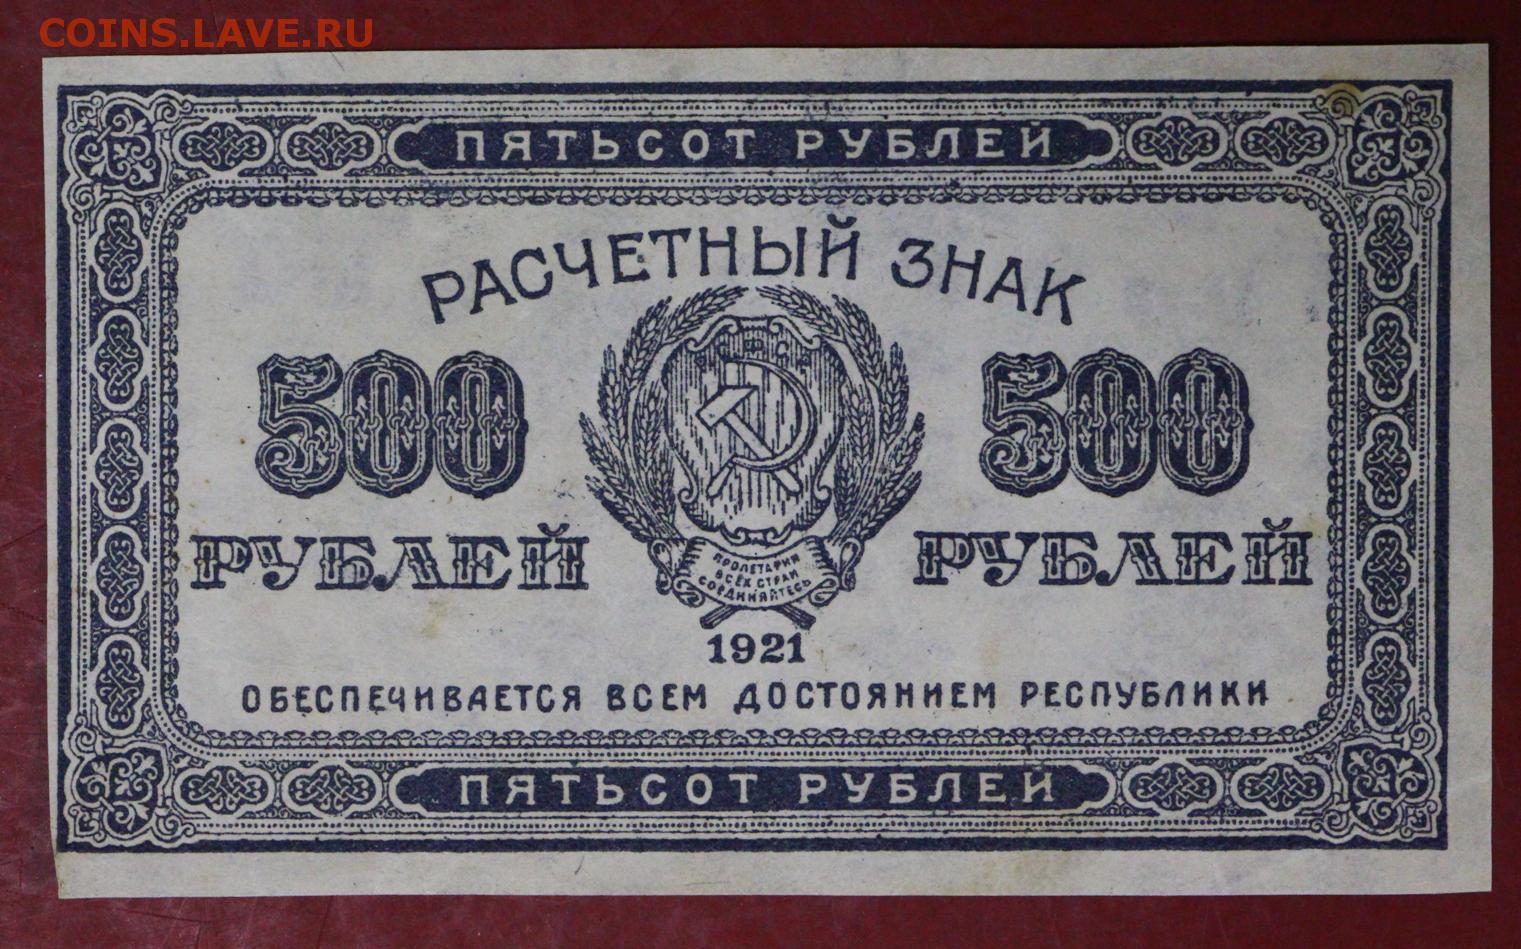 COINS.LAVE.RU
ПЯТЬСОТ РУБЛЕЙ
РАСЧЕТНЫЙ ЗНАК
500 500
РУБЛЕЙ РУБЛЕЙ
ПРОЛЕТАРИИ
ВСЕХ СТРАН
СОЕДИНЯЙТЕСЬ
1921
ОБЕСПЕЧИВАЕТСЯ ВСЕМ ДОСТОЯНИЕМ РЕСПУБЛИКИ
ПЯТЬСОТ РУБЛЕЙ